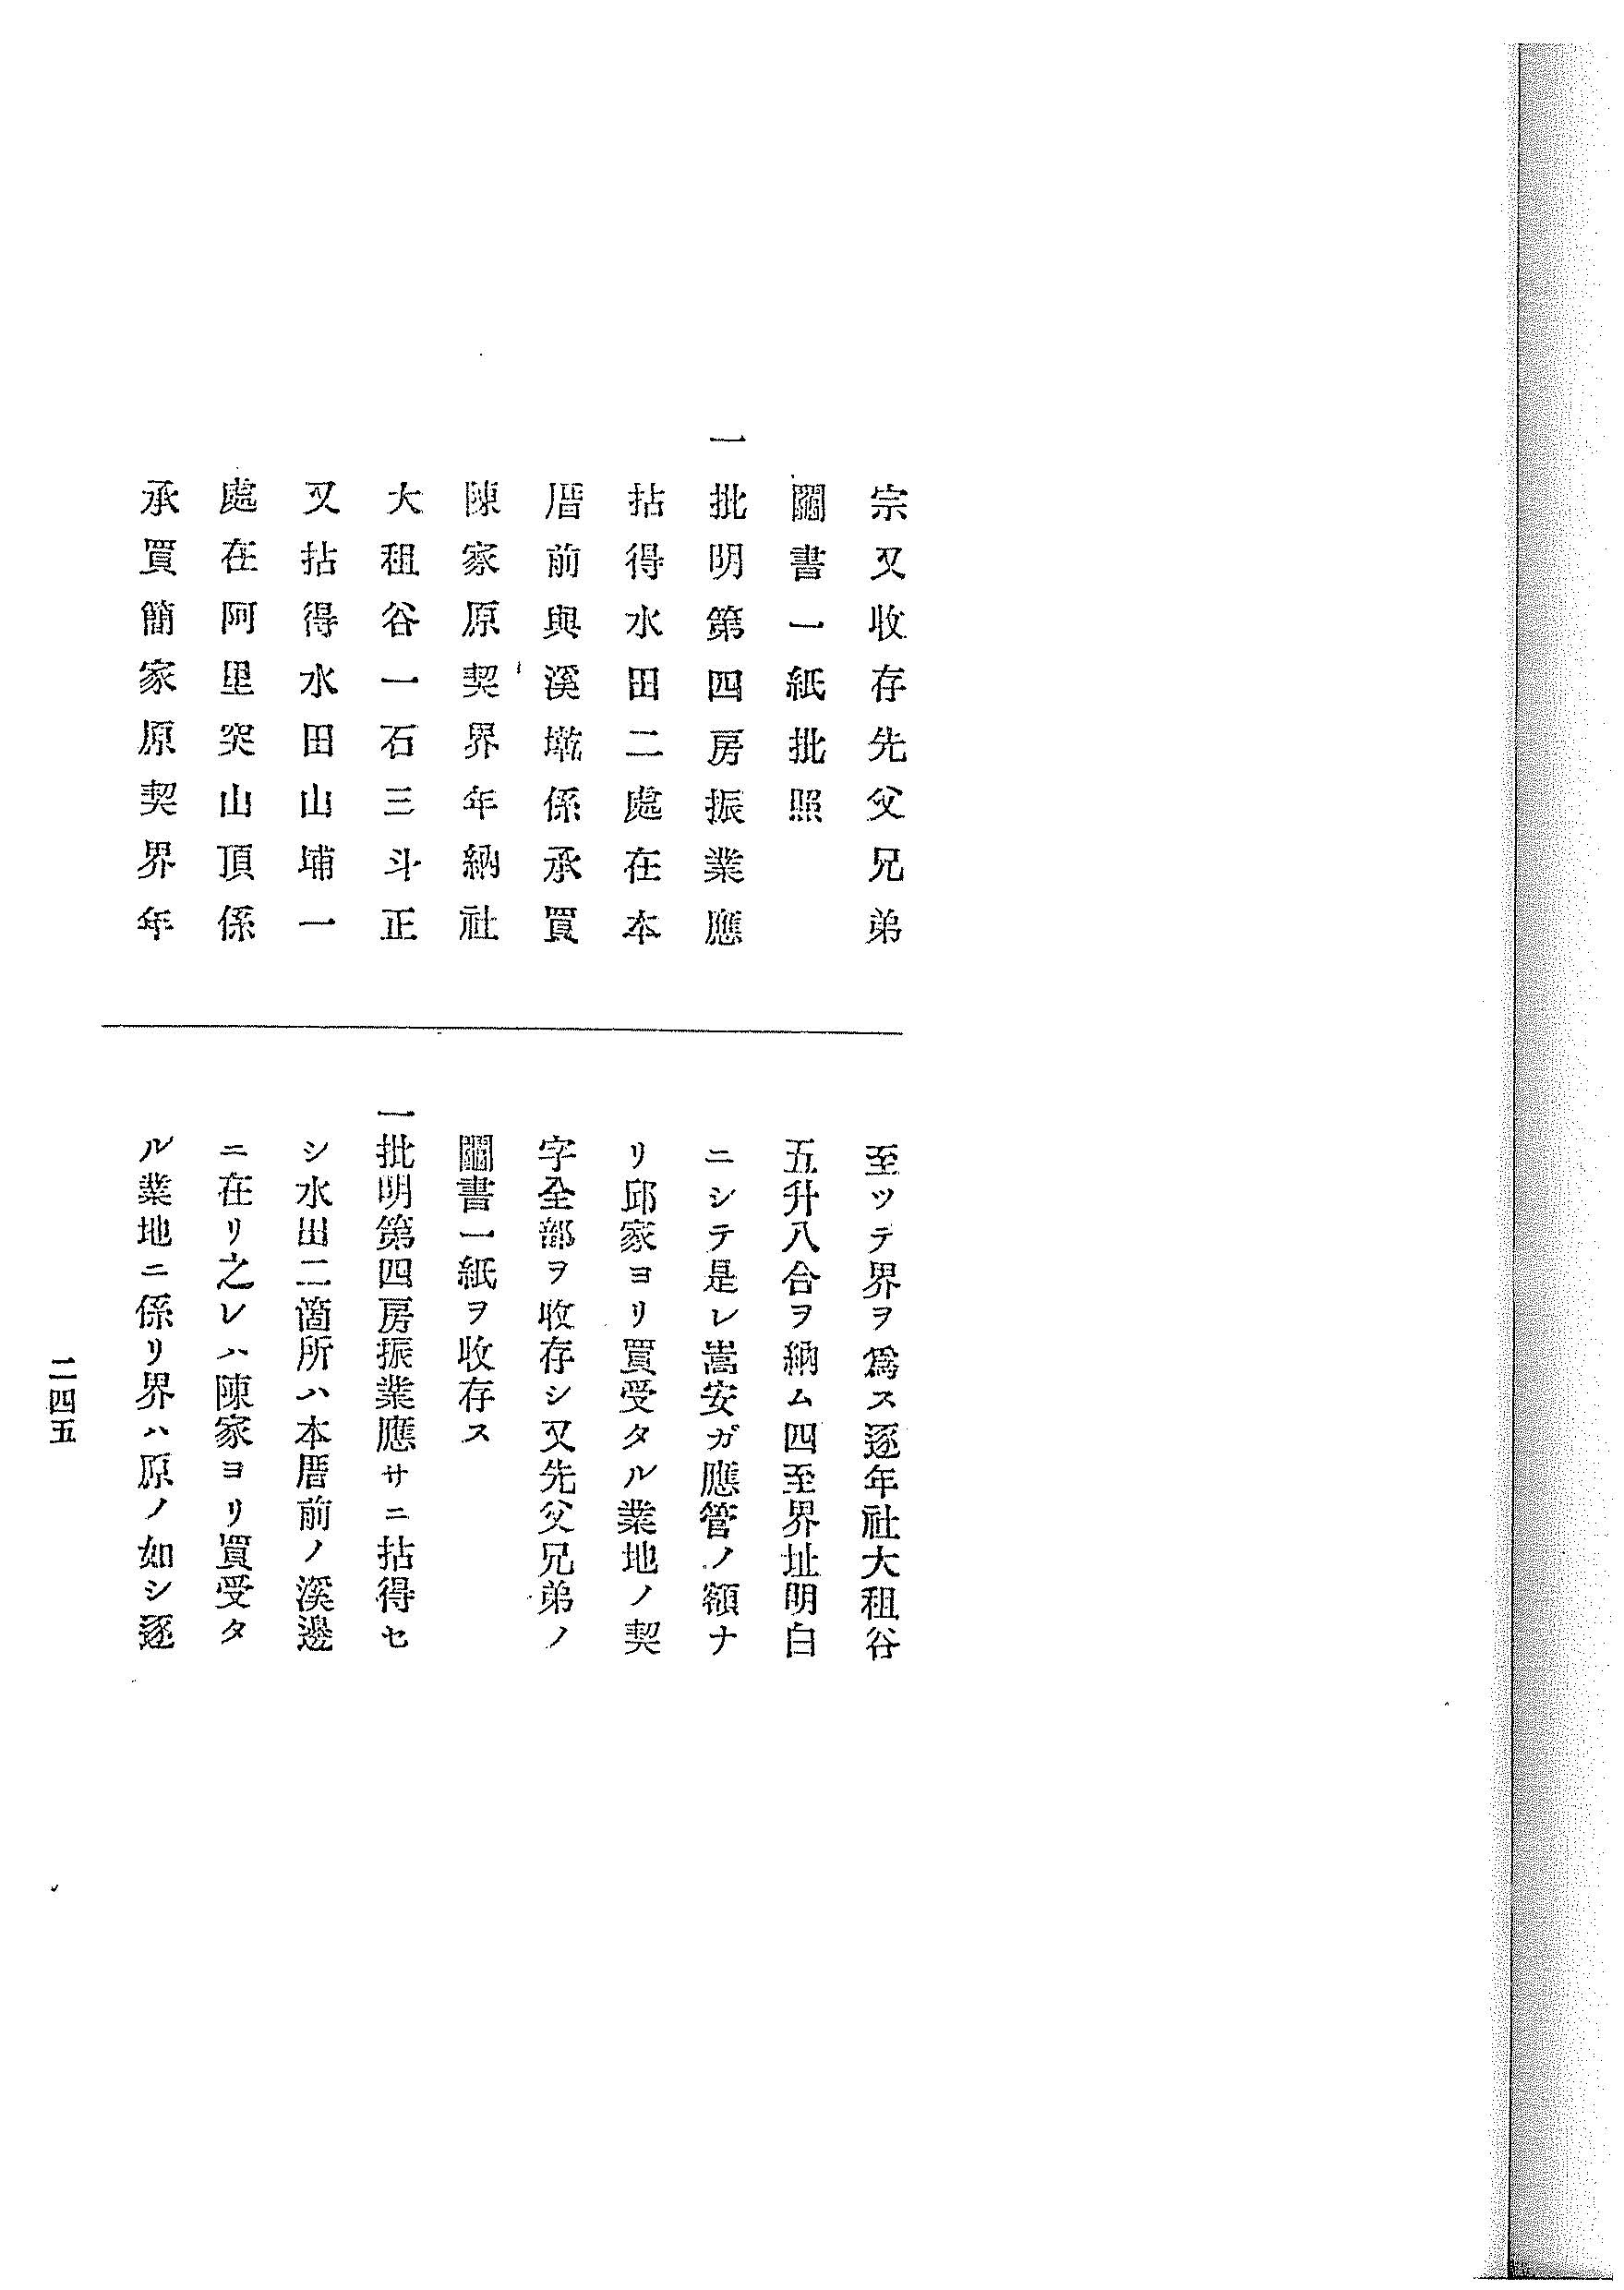 宗又收存先父兄弟
鬮書一紙批照
一批明第四房振業應
拈得水田二處在本
厝前與溪墘係承買
陳家原契界年納社
大租谷一石三斗正
又拈得水田山埔一
處在阿里突山頂係
承買簡家原契界年
至ツテ界ヲ爲ス逐年社大租谷
五升八合ヲ納ム四至界址明白
ニシテ是レ嵩安ガ應管ノ額ナ
リ邱家ヨリ買受タル業地ノ契
字全部ヲ收存シ又先父兄弟ノ
鬮書一紙ヲ收存ス
一批明第四房振業應サニ拈得セ
シ水田二箇所ハ本厝前ノ溪邊
ニ在リ之レハ陳家ヨリ買受タ
ル業地ニ係リ界ハ原ノ如シ逐
二四五